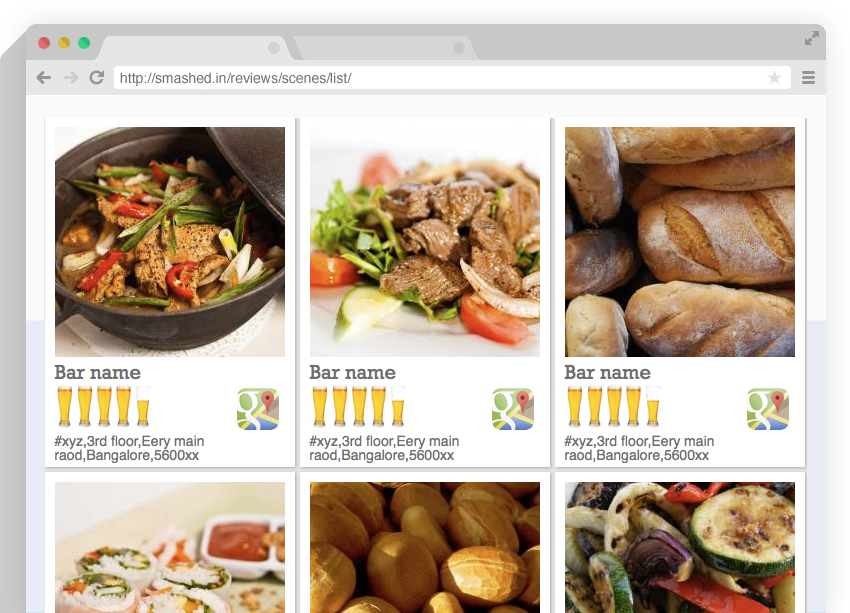 http://smashed.in/reviews/scenes/list/
Bar name
#xyz,3rd floor,Eery main
raod,Bangalore,5600xx
Bar name
#xyz,3rd floor,Eery main
raod,Bangalore,5600xx
Bar name
#xyz,3rd floor,Eery main
raod,Bangalore,5600xx